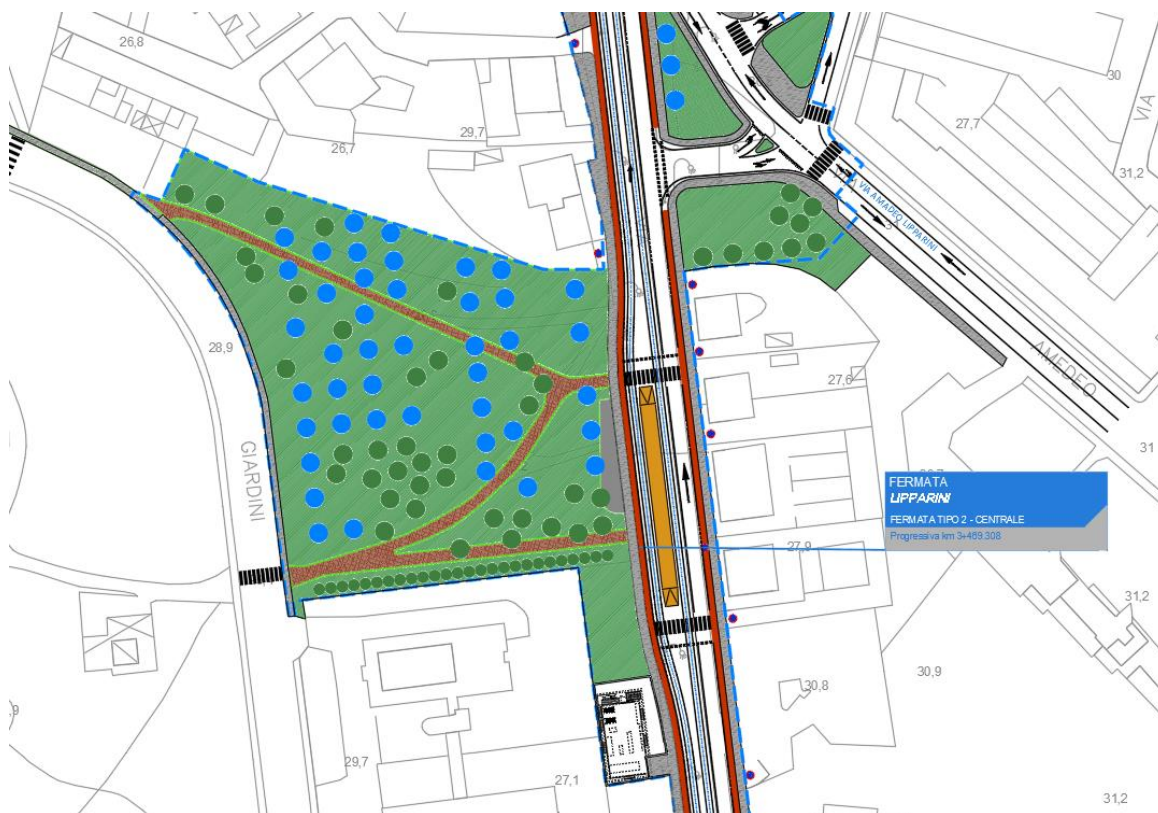 26,8
30
29,7
27,7
26,7
VIA
31,2
VIA AMADEO LIPPARINI
28,9
AMEDEO
27,6
31
GIARDINI
FERMATA
LIPPARINI
FERMATA TIPO 2 - CENTRALE
Progressiva km 3+469.308
27,9
31,2
30,9
30,8
,9
29,7
27,1
31,2